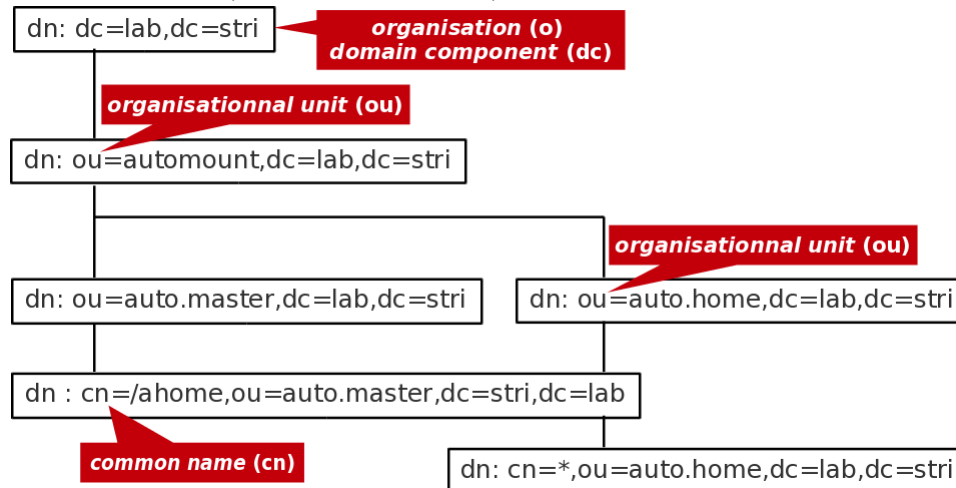 dn: dc=lab,dc=stri
organisation (o)
domain component (dc)
organisationnal unit (ou)
dn: ou=automount,dc=lab,dc=stri
organisationnal unit (ou)
dn: ou=auto.master,dc=lab,dc=stri
dn: ou=auto.home,dc=lab,dc=stri
dn : cn=/ahome,ou=auto.master,dc=stri,dc=lab
common name (cn)
dn: cn=*,ou=auto.home,dc=lab,dc=stri